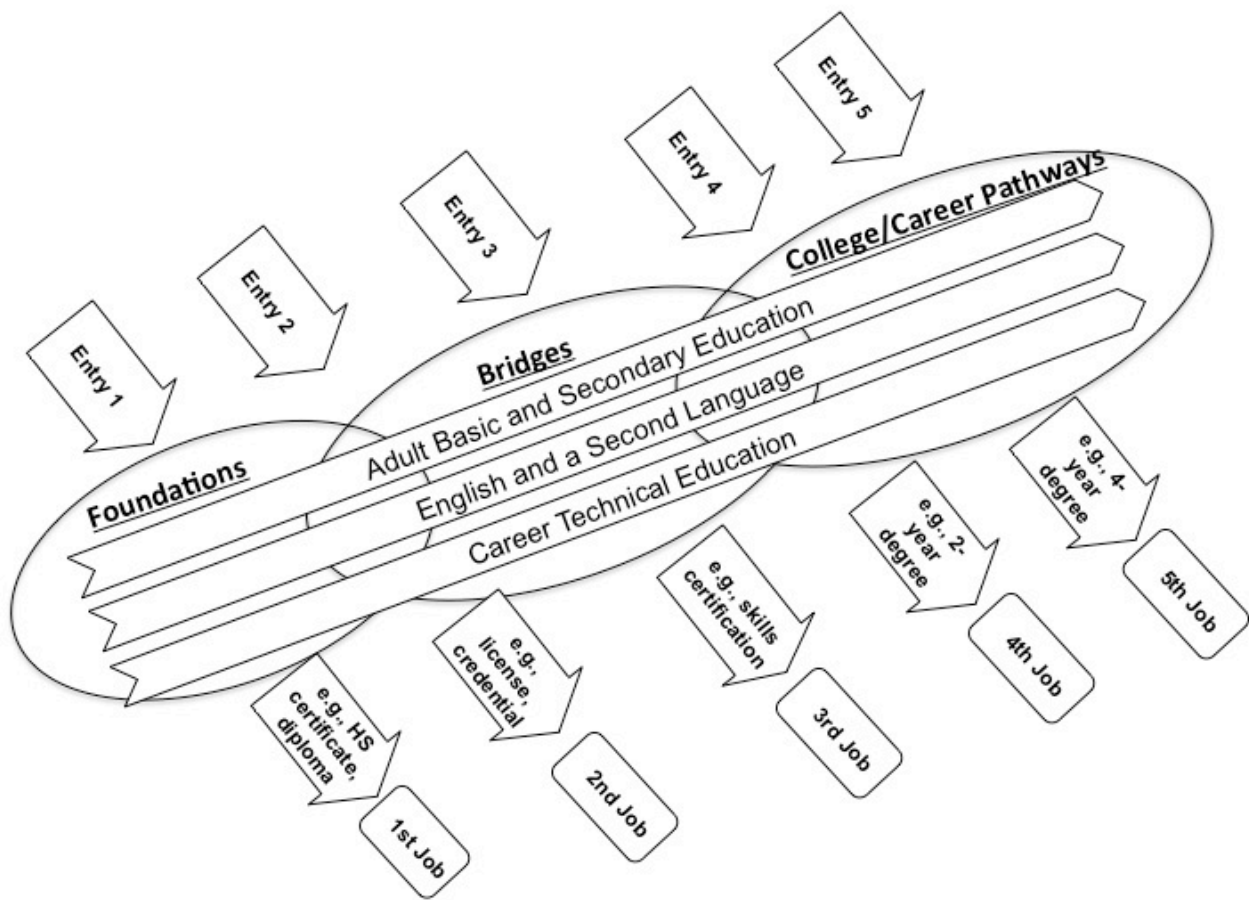 Entry 1
Entry 2
Entry 3
Entry 4
Entry 5
Foundations
Bridges
College/Career Pathways
Adult Basic and Secondary Education
English and a Second Language
Career Technical Education
e.g., HS
certificate,
diploma
e.g.,
license,
credential
e.g., skills
certification
e.g., 2-
year
degree
e.g., 4-
year
degree
1st Job
2nd Job
3rd Job
4th Job
5th Job